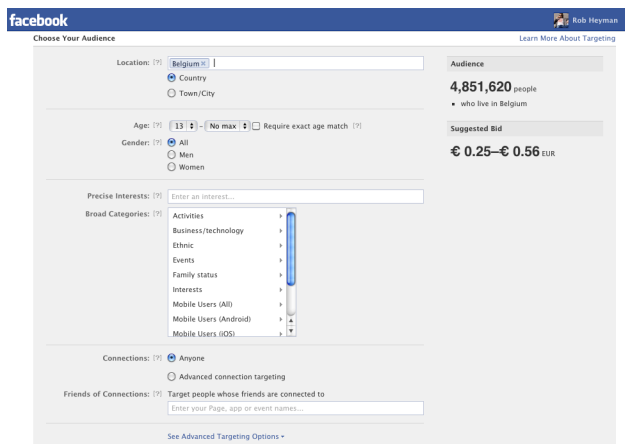 facebook
Rob Heyman
Choose Your Audience
Learn More About Targeting
Location: [?] Belgium ×
Country
Town/City
Age: [?] 13 – No max Require exact age match [?]
Gender: [?] All
Men
Women
Precise Interests: [?] Enter an interest...
Broad Categories: [?] Activities
Business/technology
Ethnic
Events
Family status
Interests
Mobile Users (All)
Mobile Users (Android)
Mobile Users (iOS)
Connections: [?] Anyone
Advanced connection targeting
Friends of Connections: [?] Target people whose friends are connected to
Enter your Page, app or event names...
See Advanced Targeting Options
Audience
4,851,620 people
who live in Belgium
Suggested Bid
€ 0.25–€ 0.56 EUR